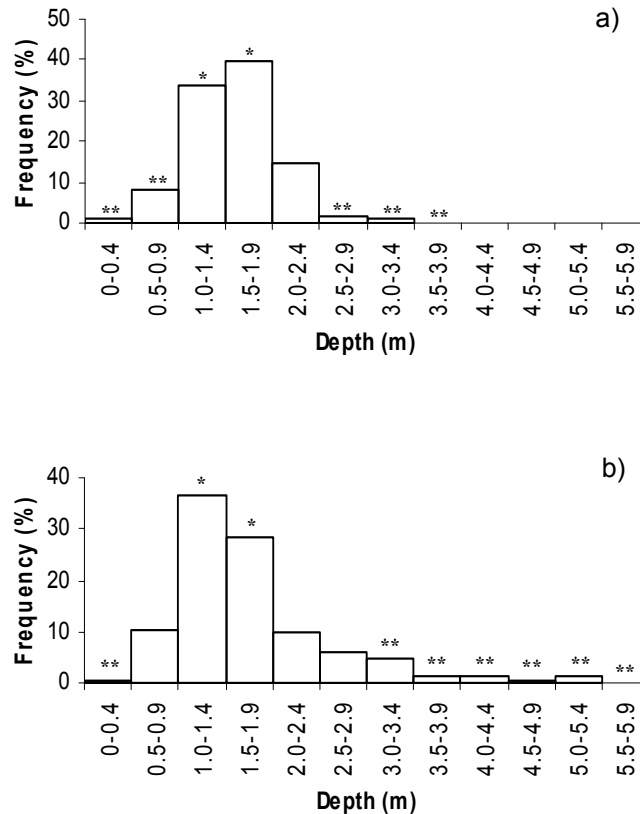 a)
Frequency (%)
50
40
30
20
10
0
** ** * * ** ** **
0-0.4 0.5-0.9 1.0-1.4 1.5-1.9 2.0-2.4 2.5-2.9 3.0-3.4 3.5-3.9 4.0-4.4 4.5-4.9 5.0-5.4 5.5-5.9
Depth (m)
b)
Frequency (%)
40
30
20
10
0
** * * ** ** ** ** ** **
0-0.4 0.5-0.9 1.0-1.4 1.5-1.9 2.0-2.4 2.5-2.9 3.0-3.4 3.5-3.9 4.0-4.4 4.5-4.9 5.0-5.4 5.5-5.9
Depth (m)